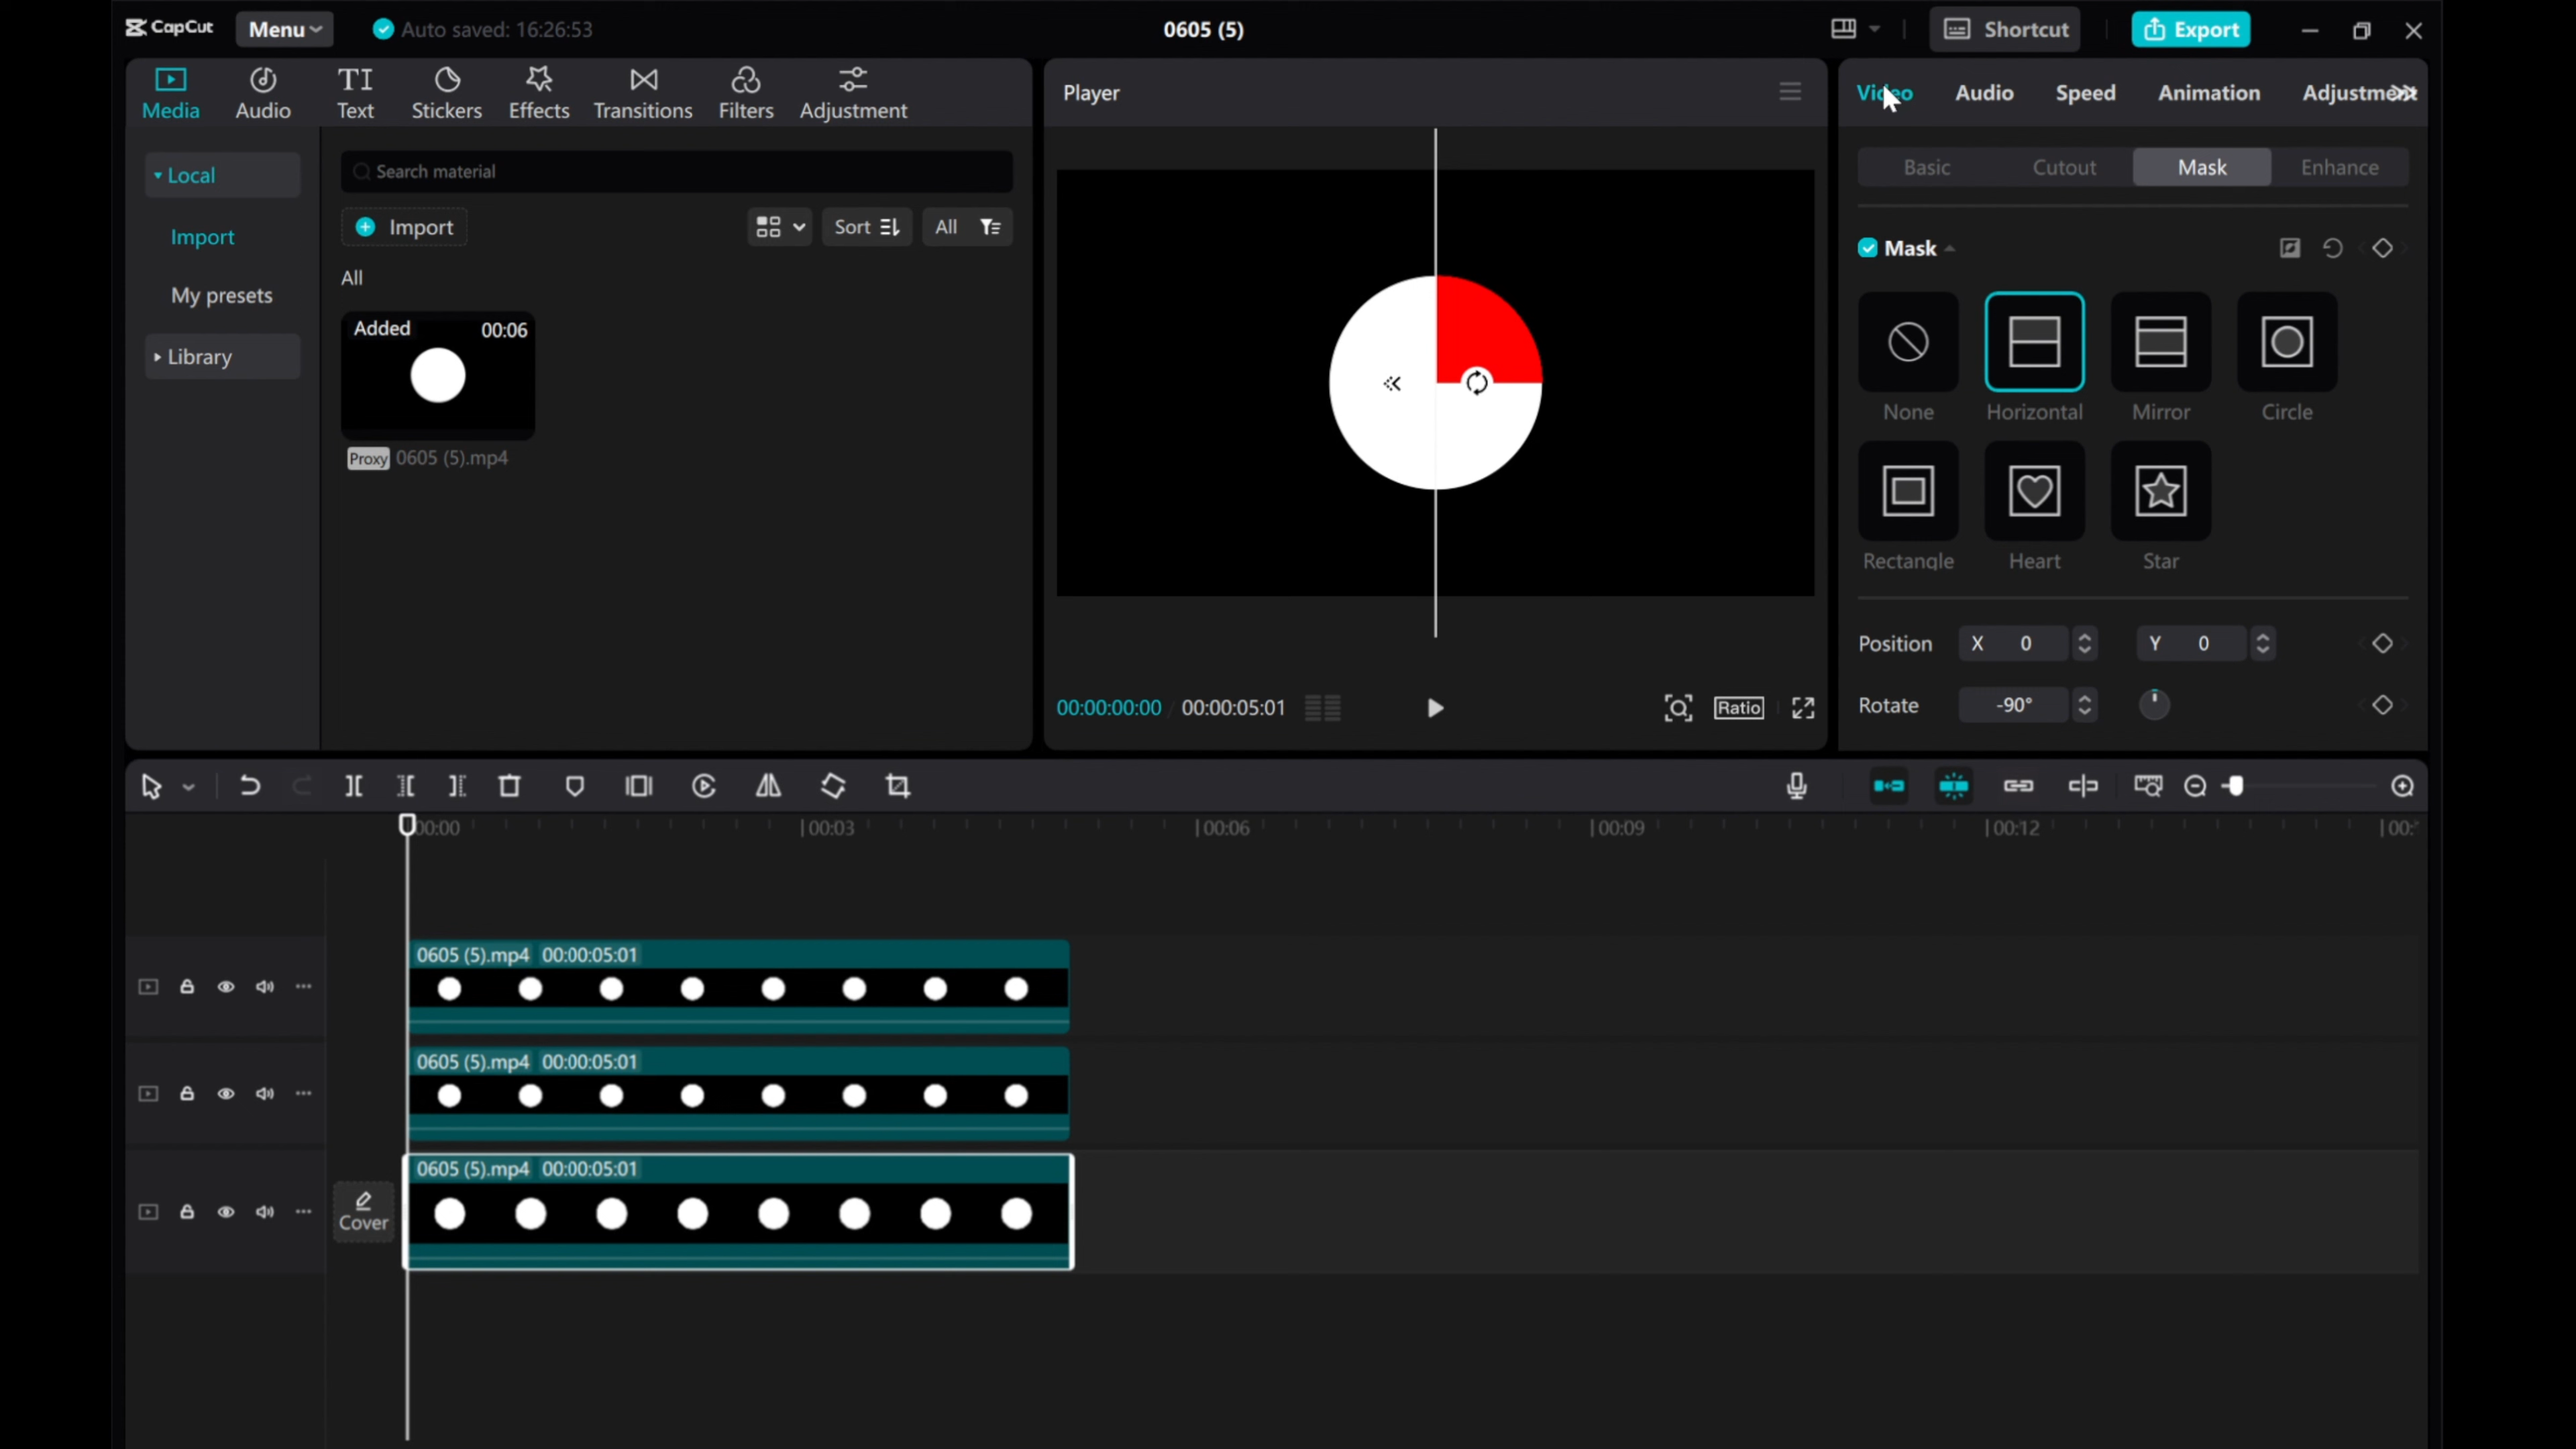 CapCut Menu Auto saved: 16:26:53 0605 (5) Shortcut Export
Media Audio Text Stickers Effects Transitions Filters Adjustment
Local
Import
My presets
Library
Search material
Import Sort All
All
Added 00:06
Proxy 0605 (5).mp4
Player
00:00:00:00 / 00:00:05:01 Ratio
Video Audio Speed Animation Adjustment
Basic Cutout Mask Enhance
Mask
None Horizontal Mirror Circle
Rectangle Heart Star
Position X 0 Y 0
Rotate -90°
00:00 00:03 00:06 00:09 00:12 00:
0605 (5).mp4 00:00:05:01
0605 (5).mp4 00:00:05:01
0605 (5).mp4 00:00:05:01
Cover